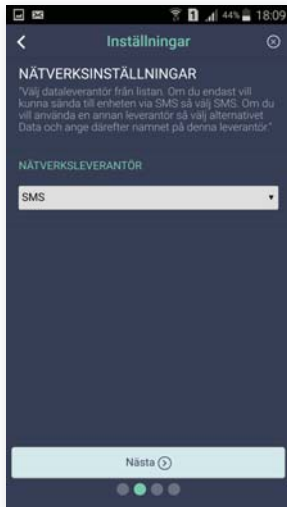 1 44% 18:09
Inställningar
NÄTVERKSINSTÄLLNINGAR
"Välj dataleverantör från listan. Om du endast vill
kunna sända till enheten via SMS så välj SMS. Om du
vill använda en annan leverantör så välj alternativet
Data och ange därefter namnet på denna leverantör."
NÄTVERKSLEVERANTÖR
SMS
Nästa